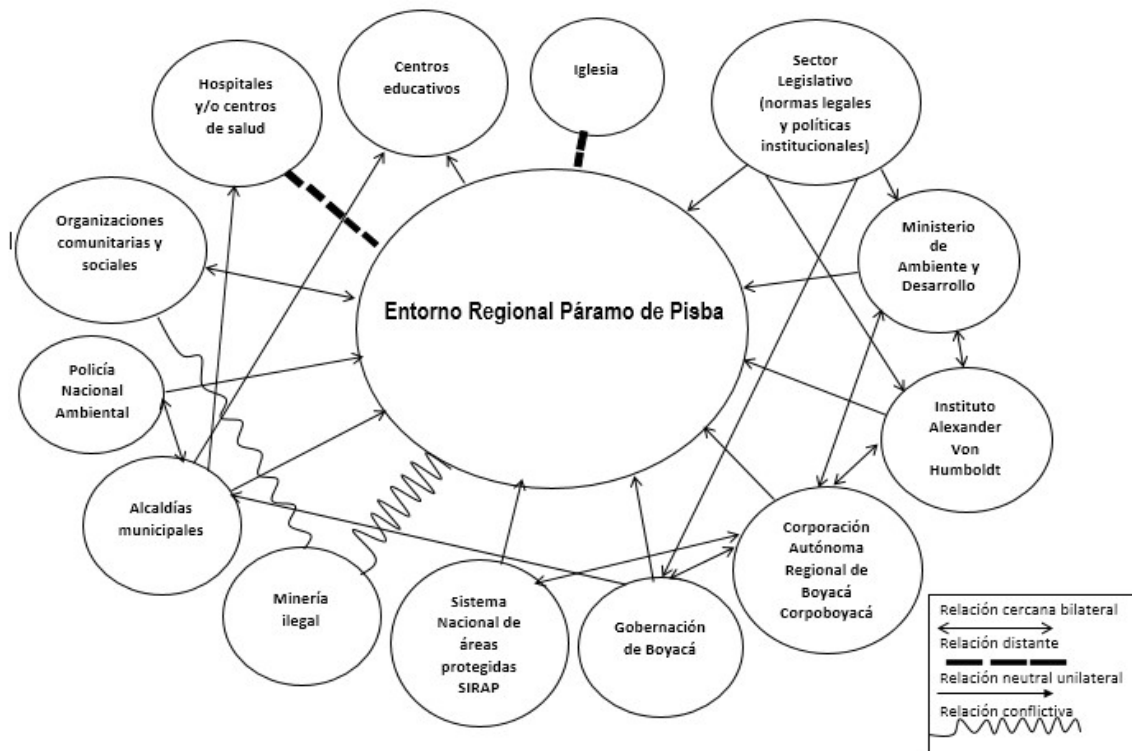 Hospitales
y/o centros
de salud
Centros
educativos
Iglesia
Sector
Legislativo
(normas legales
y políticas
institucionales)
Organizaciones
comunitarias y
sociales
Ministerio
de
Ambiente y
Desarrollo
Entorno Regional Páramo de Pisba
Policía
Nacional
Ambiental
Instituto
Alexander
Von
Humboldt
Alcaldías
municipales
Minería
ilegal
Sistema
Nacional de
áreas
protegidas
SIRAP
Gobernación
de Boyacá
Corporación
Autónoma
Regional de
Boyacá
Corpoboyacá
Relación cercana bilateral
Relación distante
Relación neutral unilateral
Relación conflictiva